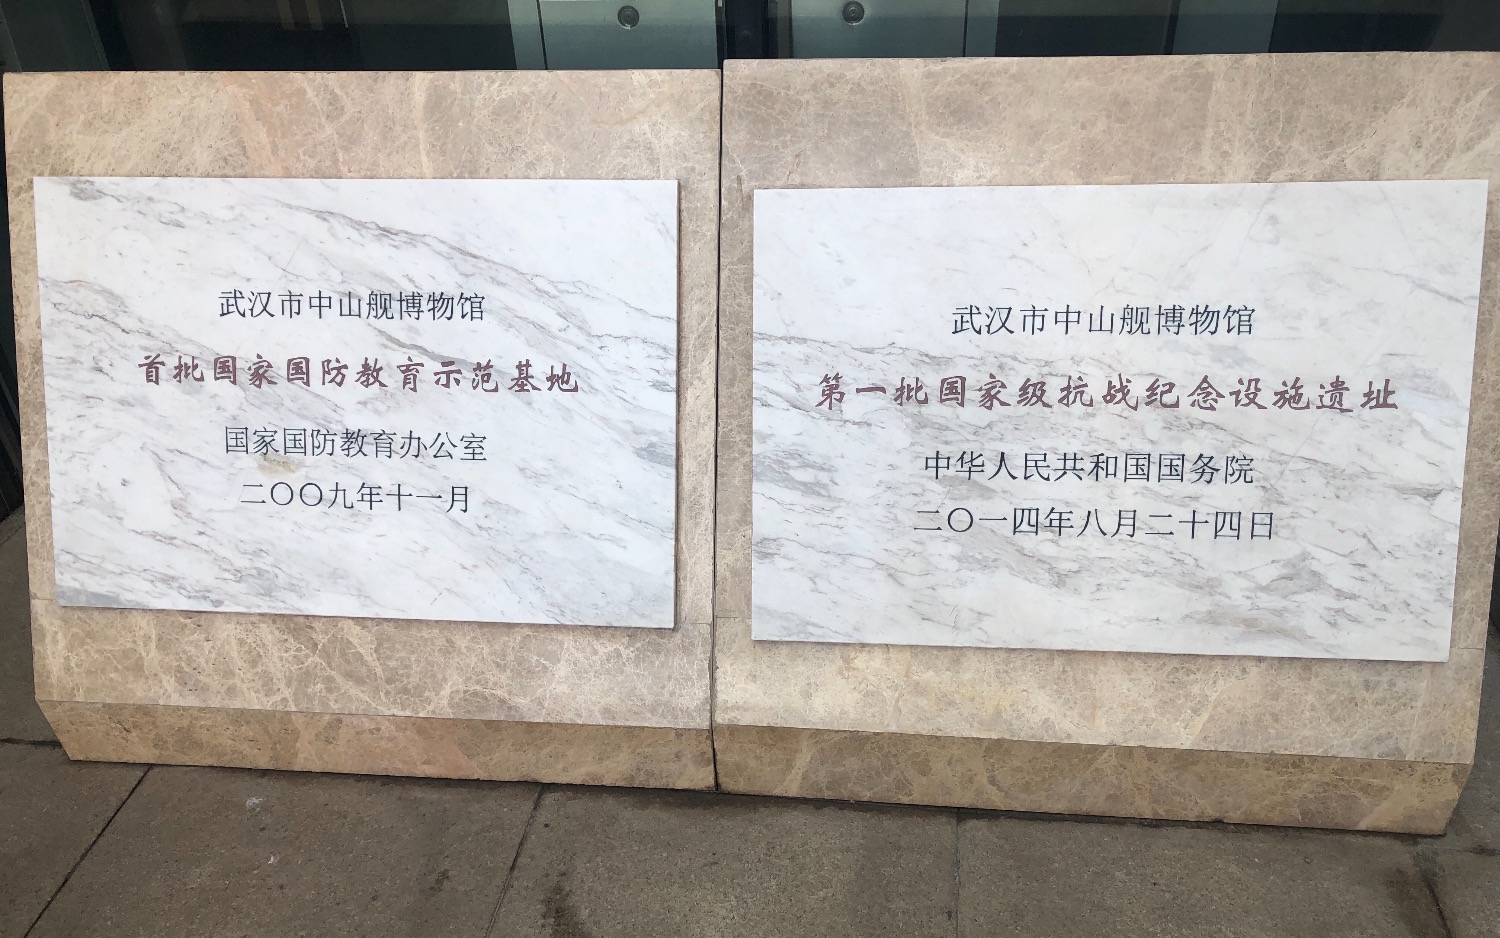 武汉市中山舰博物馆
首批国家国防教育示范基地
国家国防教育办公室
二〇〇九年十一月
武汉市中山舰博物馆
第一批国家级抗战纪念设施遗址
中华人民共和国国务院
二〇一四年八月二十四日